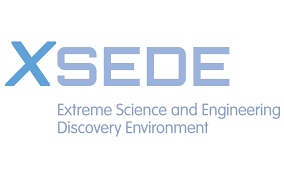 XSEDE
Extreme Science and Engineering
Discovery Environment